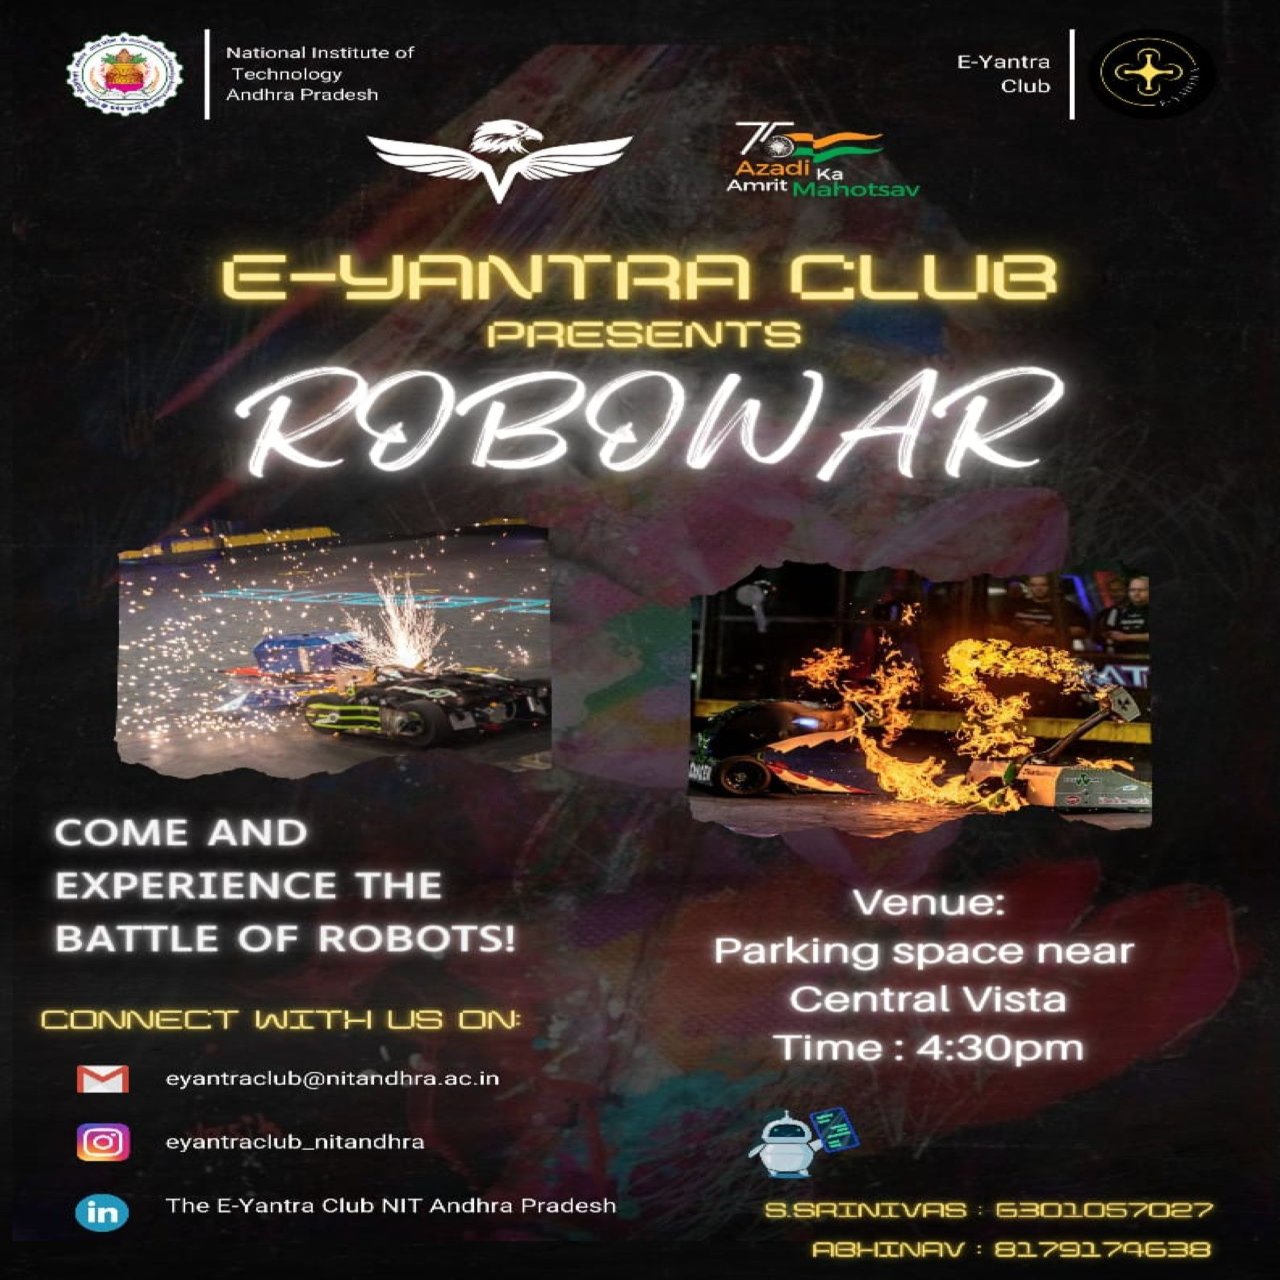 National Institute of
Technology
Andhra Pradesh
E-Yantra
Club
75
Azadi Ka
Amrit Mahotsav
E-YANTRA CLUB
PRESENTS
ROBOWAR
COME AND
EXPERIENCE THE
BATTLE OF ROBOTS!
Venue:
Parking space near
Central Vista
Time : 4:30pm
CONNECT WITH US ON:
eyantraclub@nitandhra.ac.in
eyantraclub_nitandhra
in
The E-Yantra Club NIT Andhra Pradesh
S.SRINIVAS : 6301057027
ABHINAV : 8179174638